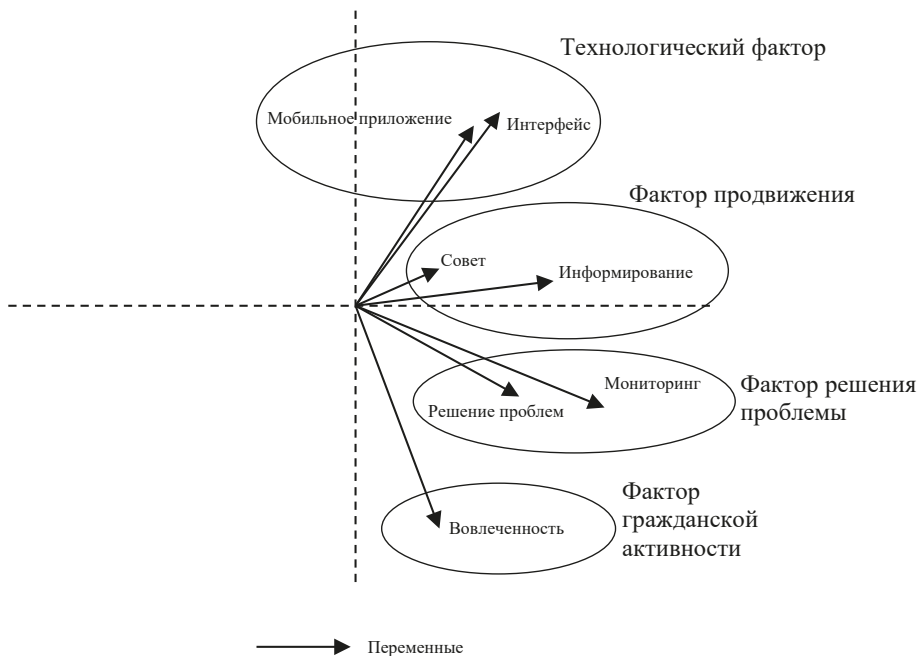 Технологический фактор
Мобильное приложение
Интерфейс
Фактор продвижения
Совет
Информирование
Мониторинг
Решение проблем
Фактор решения
проблемы
Фактор
гражданской
активности
Вовлеченность
Переменные